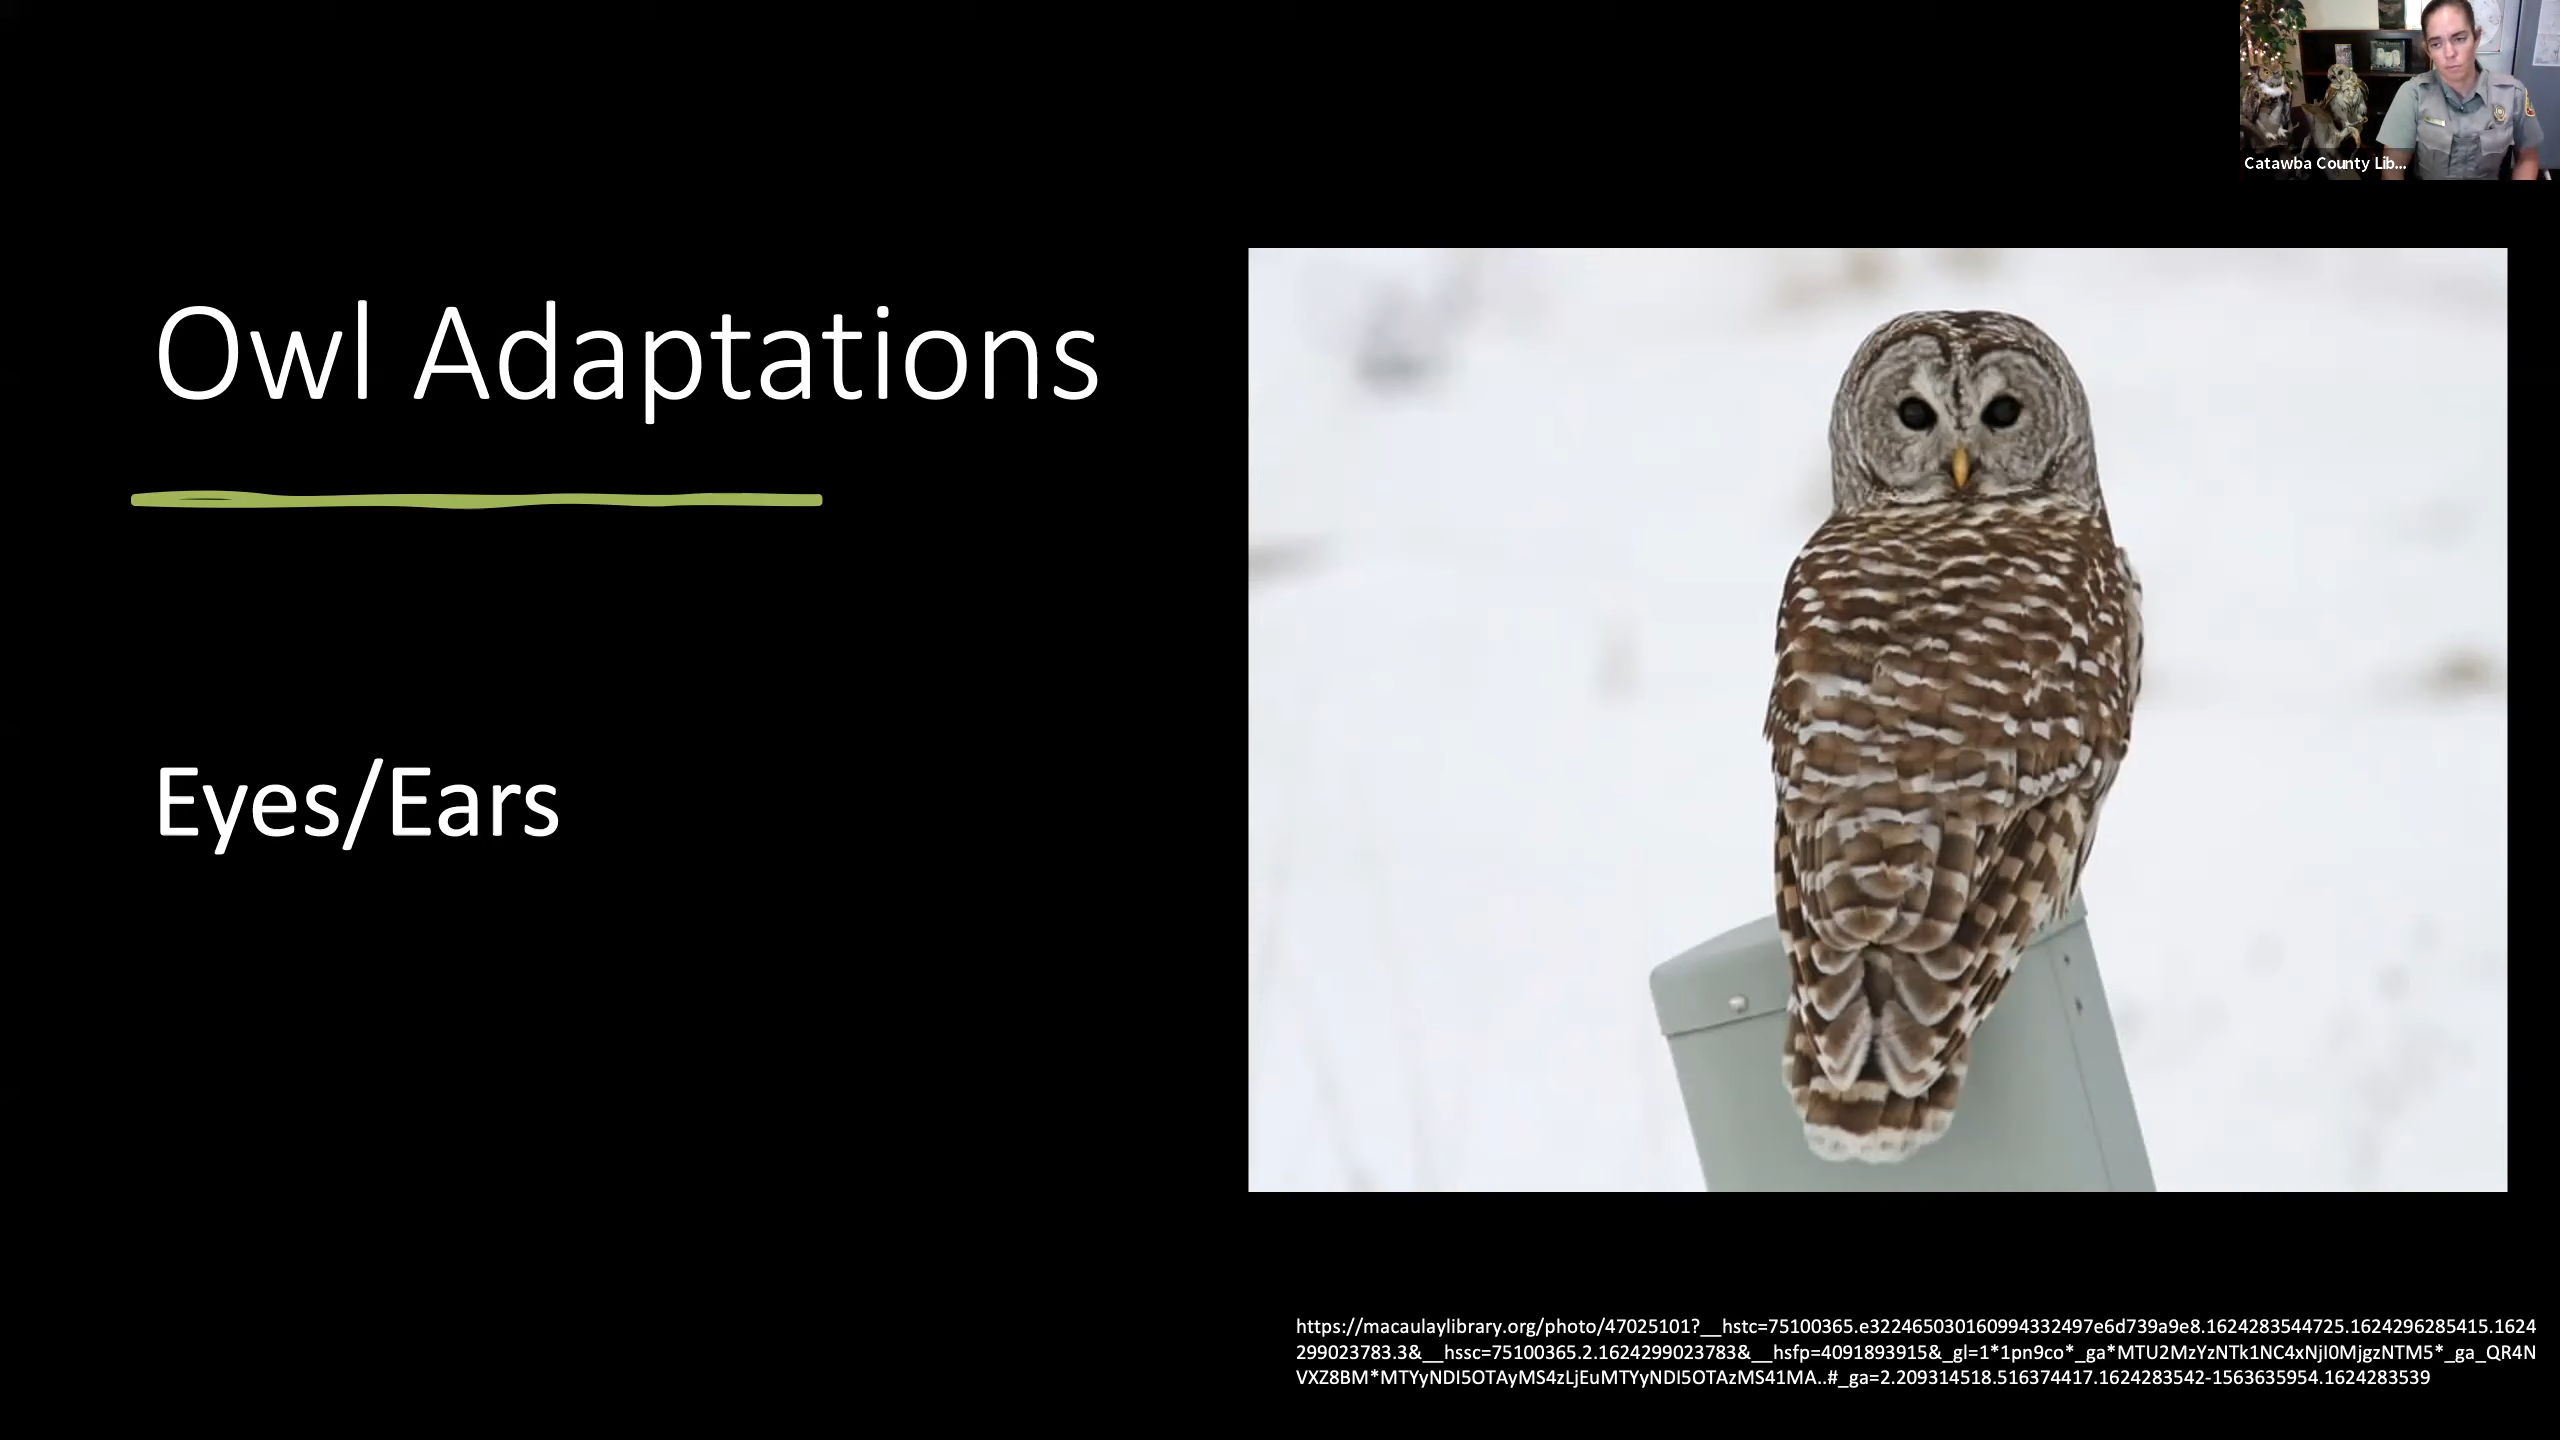 Catawba County Lib...
Owl Adaptations
Eyes/Ears
https://macaulaylibrary.org/photo/47025101?__hstc=75100365.e322465030160994332497e6d739a9e8.1624283544725.1624296285415.1624
299023783.3&__hssc=75100365.2.1624299023783&__hsfp=4091893915&_gl=1*1pn9co*_ga*MTU2MzYzNTk1NC4xNjI0MjgzNTM5*_ga_QR4N
VXZ8BM*MTYyNDI5OTAyMS4zLjEuMTYyNDI5OTAzMS41MA..#_ga=2.209314518.516374417.1624283542-1563635954.1624283539